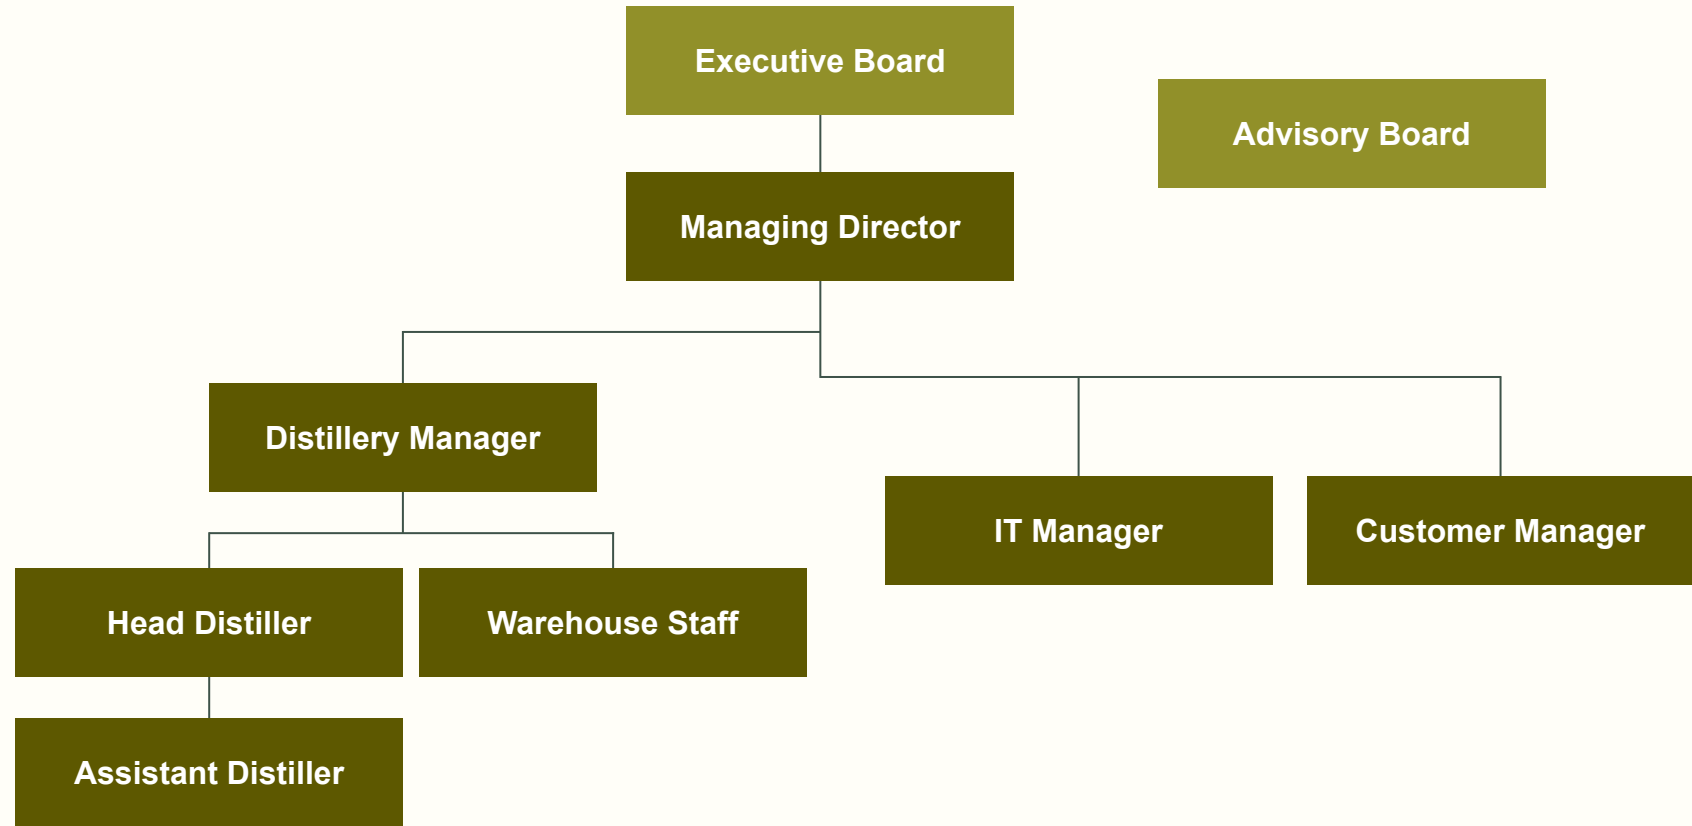 Executive Board
Advisory Board
Managing Director
Distillery Manager
IT Manager
Customer Manager
Head Distiller
Warehouse Staff
Assistant Distiller